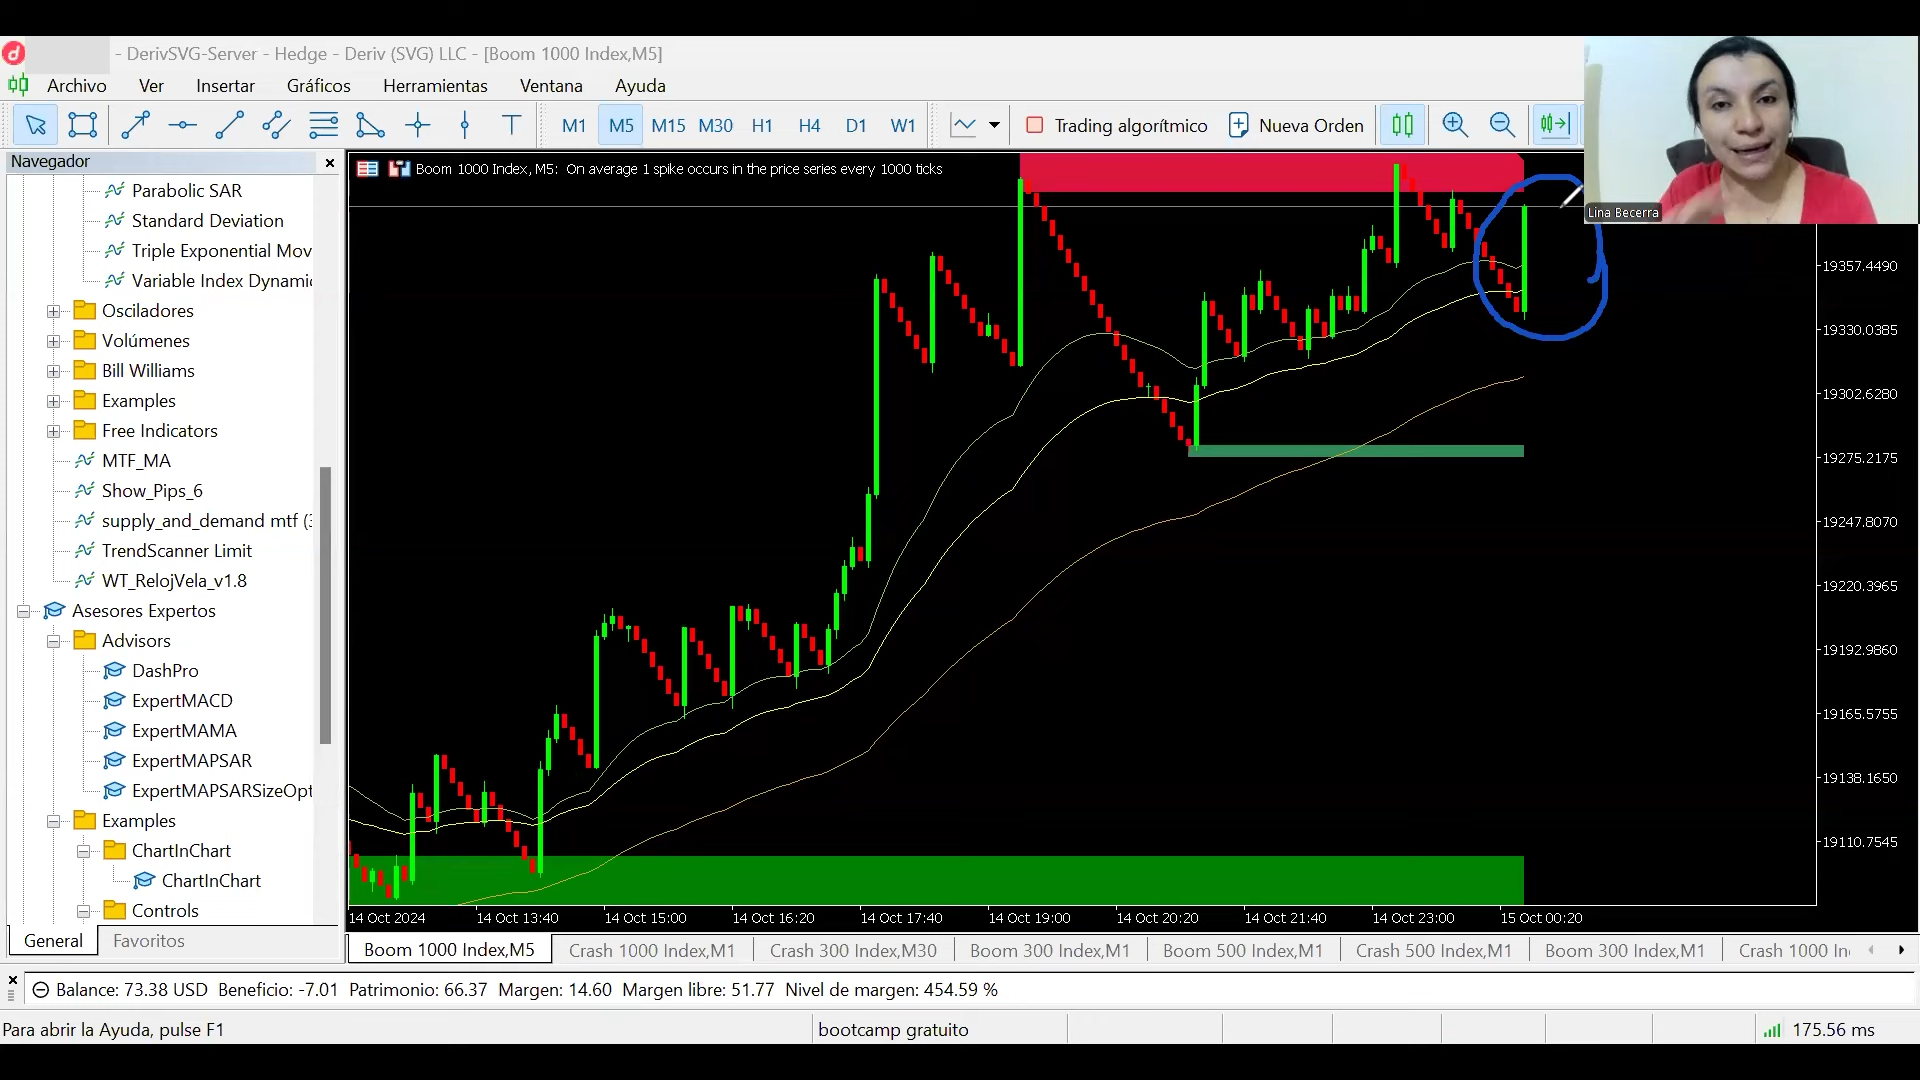 - DerivSVG-Server - Hedge - Deriv (SVG) LLC - [Boom 1000 Index,M5]
Archivo Ver Insertar Gráficos Herramientas Ventana Ayuda
M1 M5 M15 M30 H1 H4 D1 W1 Trading algorítmico Nueva Orden
Lina Becerra
Navegador
Parabolic SAR
Standard Deviation
Triple Exponential Mov
Variable Index Dynamic
Osciladores
Volúmenes
Bill Williams
Examples
Free Indicators
MTF_MA
Show_Pips_6
supply_and_demand mtf (3
TrendScanner Limit
WT_RelojVela_v1.8
Asesores Expertos
Advisors
DashPro
ExpertMACD
ExpertMAMA
ExpertMAPSAR
ExpertMAPSARSizeOpt
Examples
ChartInChart
ChartInChart
Controls
General Favoritos
Boom 1000 Index, M5: On average 1 spike occurs in the price series every 1000 ticks
19357.4490
19330.0385
19302.6280
19275.2175
19247.8070
19220.3965
19192.9860
19165.5755
19138.1650
19110.7545
14 Oct 2024 14 Oct 13:40 14 Oct 15:00 14 Oct 16:20 14 Oct 17:40 14 Oct 19:00 14 Oct 20:20 14 Oct 21:40 14 Oct 23:00 15 Oct 00:20
Boom 1000 Index,M5 Crash 1000 Index,M1 Crash 300 Index,M30 Boom 300 Index,M1 Boom 500 Index,M1 Crash 500 Index,M1 Boom 300 Index,M1 Crash 1000 In
Balance: 73.38 USD Beneficio: -7.01 Patrimonio: 66.37 Margen: 14.60 Margen libre: 51.77 Nivel de margen: 454.59 %
Para abrir la Ayuda, pulse F1 bootcamp gratuito 175.56 ms